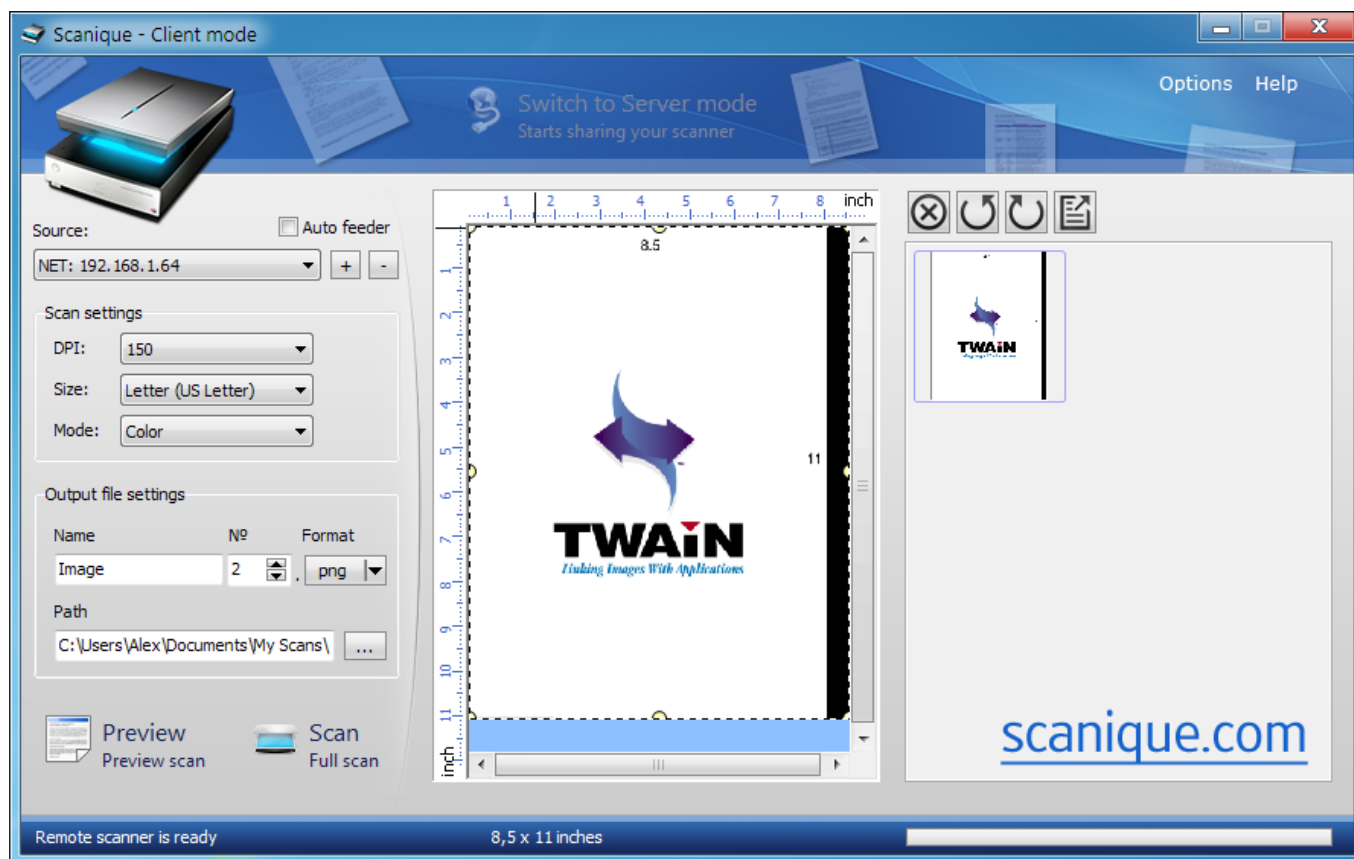 Scanique - Client mode
Options Help
Switch to Server mode
Starts sharing your scanner
Source:
Auto feeder
NET: 192.168.1.64
+ -
Scan settings
DPI: 150
Size: Letter (US Letter)
Mode: Color
Output file settings
Name Nº Format
Image 2 . png
Path
C:\Users\Alex\Documents\My Scans\ ...
Preview
Preview scan
Scan
Full scan
1 2 3 4 5 6 7 8 inch
1 2 3 4 5 6 7 8 9 10 11 inch
8.5
11
TWAIN
Linking Images With Applications
TWAIN
scanique.com
Remote scanner is ready
8,5 x 11 inches